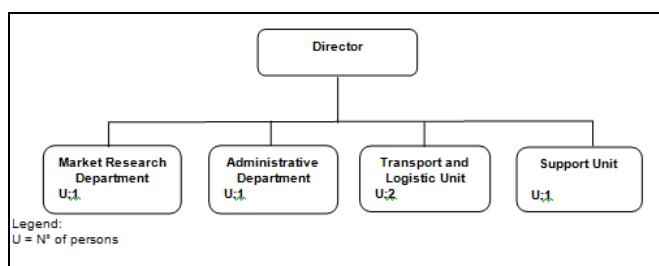 Director
Market Research
Department
U;1
Administrative
Department
U;1
Transport and
Logistic Unit
U;2
Support Unit
U;1
Legend:
U = N° of persons